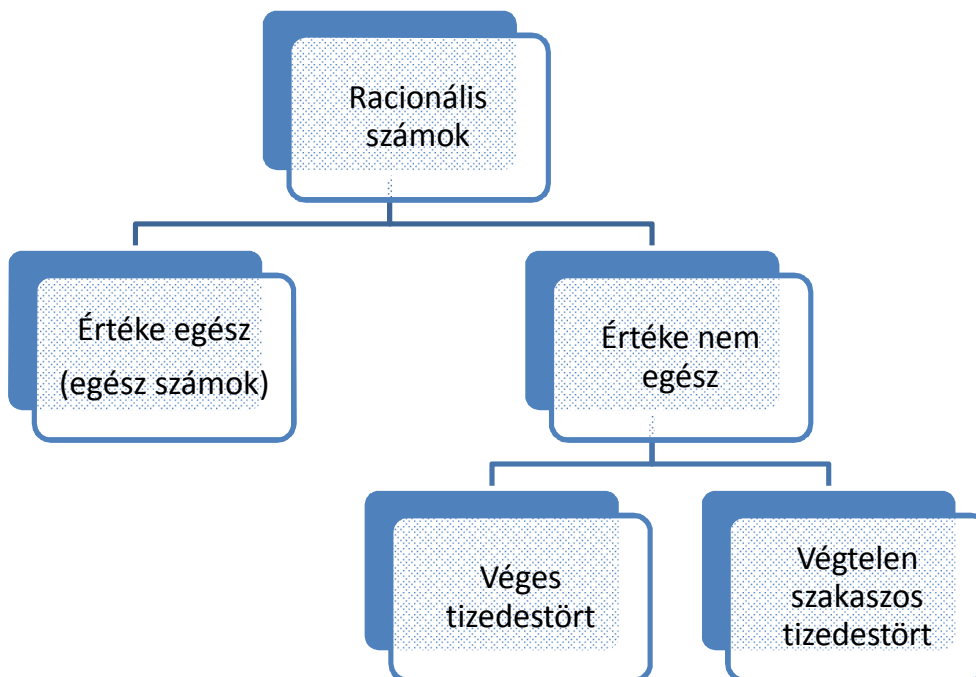 Racionális
számok
Értéke egész
(egész számok)
Értéke nem
egész
Véges
tizedestört
Végtelen
szakaszos
tizedestört